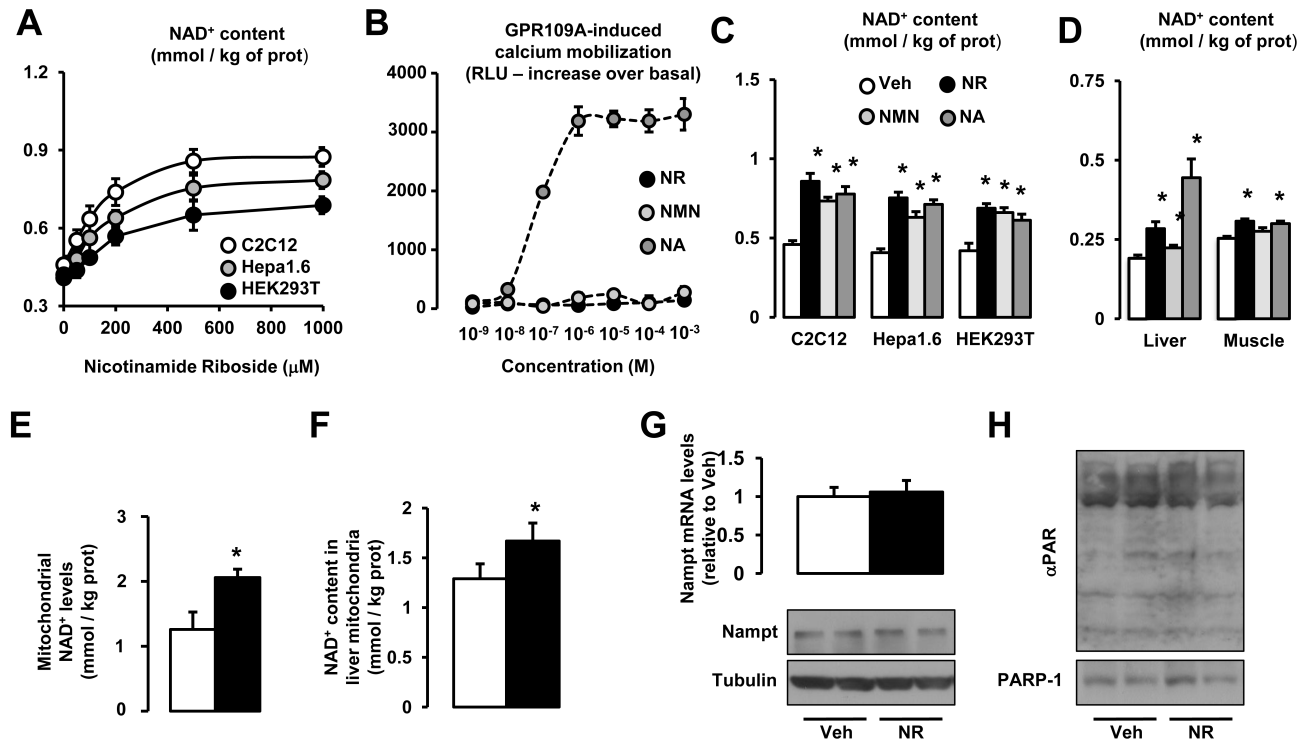 A
NAD+ content
(mmol / kg of prot)
1.2
0.9
0.6
0.3
C2C12
Hepa1.6
HEK293T
0 200 400 600 800 1000
Nicotinamide Riboside (μM)
B
GPR109A-induced
calcium mobilization
(RLU – increase over basal)
4000
3000
2000
1000
0
NR
NMN
NA
10-9 10-8 10-7 10-6 10-5 10-4 10-3
Concentration (M)
C
NAD+ content
(mmol / kg of prot)
1.5
1
0.5
0
Veh NR
NMN NA
* * *
* * *
* * *
C2C12 Hepa1.6 HEK293T
D
NAD+ content
(mmol / kg of prot)
0.75
0.5
0.25
0
* * *
* *
Liver Muscle
E
Mitochondrial
NAD+ levels
(mmol / kg prot)
3
2
1
0
*
F
NAD+ content in
liver mitochondria
(mmol / kg prot)
2
1.5
1
0.5
0
*
G
Nampt mRNA levels
(relative to Veh)
1.5
1
0.5
0
Nampt
Tubulin
Veh NR
H
αPAR
PARP-1
Veh NR